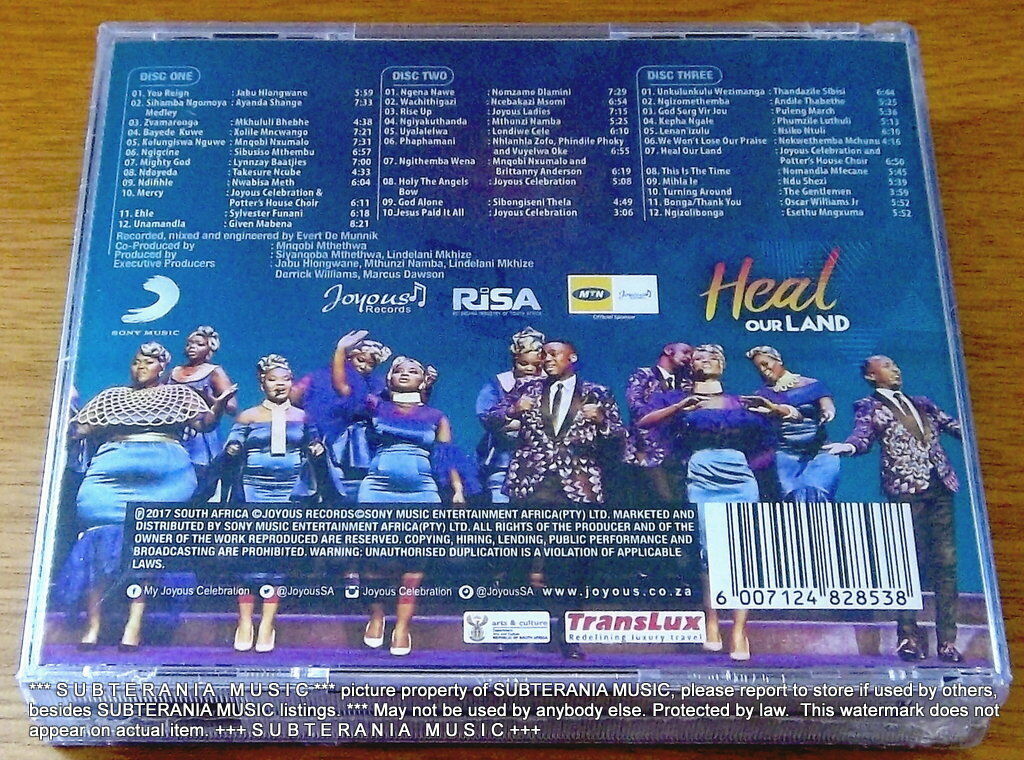 DISC ONE
01. You Reign : Jabu Hlongwane 5:59
02. Sihamba Ngomoya : Ayanda Shange 7:33
Medley
03. Zvamaronga : Mkhululi Bhebhe 4:38
04. Bayede Kuwe : Xolile Mncwango 7:21
05. Kolungiswa Nguwe : Mnqobi Nxumalo 7:31
06. Ngigcine : Sibusiso Mthembu 6:57
07. Mighty God : Lynnzay Baatjies 7:00
08. Ndayeda : Takesure Ncube 4:33
09. Ndifihle : Nwabisa Meth 6:04
10. Mercy : Joyous Celebration &
Potter's House Choir 6:11
11. Ehle : Sylvester Funani 6:18
12. Unamandla : Given Mabena 8:21
Recorded, mixed and engineered by Evert De Munnik
Co-Produced by : Mnqobi Mthethwa
Produced by : Siyangoba Mthethwa, Lindelani Mkhize
Executive Producers : Jabu Hlongwane, Mthunzi Namba, Lindelani Mkhize
Derrick Williams, Marcus Dawson
DISC TWO
01. Ngena Nawe : Nomzamo Dlamini 7:29
02. Wachithigazi : Ncebakazi Msomi 6:54
03. Rise Up : Joyous Ladies 7:15
04. Ngiyakuthanda : Mthunzi Namba 5:25
05. Uyalalelwa : Londiwe Cele 6:10
06. Phaphamani : Nhlanhla Zofo, Phindile Phoky
and Vuyelwa Oke 6:55
07. Ngithemba Wena : Mnqobi Nxumalo and
Brittanny Anderson 6:19
08. Holy The Angels : Joyous Celebration 5:08
Bow
09. God Alone : Sibongiseni Thela 4:49
10.Jesus Paid It All : Joyous Celebration 3:06
DISC THREE
01. Unkulunkulu Wezimanga : Thandazile Sibisi 6:44
02. Ngizomethemba : Andile Thabethe 5:25
03. God Sorg Vir Jou : Puleng March 5:36
04. Kepha Ngale : Phumzile Luthuli 5:13
05. Lenan'izulu : Nsiko Ntuli 6:16
06.We Won't Lose Our Praise : Nokwethemba Mchunu 4:16
07. Heal Our Land : Joyous Celebration and
Potter's House Choir 6:50
08. This Is The Time : Nomandla Mfecane 5:45
09. Mihla le : Ndu Shezi 5:39
10. Turning Around : The Gentlemen 3:59
11. Bonga/Thank You : Oscar Williams Jr 5:52
12. Ngizolibonga : Esethu Mngxuma 5:52
SONY MUSIC
Joyous
Records
RiSA
MTN
Joyous
Official Sponsor
Heal
OUR LAND
℗2017 SOUTH AFRICA ©JOYOUS RECORDS©SONY MUSIC ENTERTAINMENT AFRICA(PTY) LTD. MARKETED AND
DISTRIBUTED BY SONY MUSIC ENTERTAINMENT AFRICA(PTY) LTD. ALL RIGHTS OF THE PRODUCER AND OF THE
OWNER OF THE WORK REPRODUCED ARE RESERVED. COPYING, HIRING, LENDING, PUBLIC PERFORMANCE AND
BROADCASTING ARE PROHIBITED. WARNING: UNAUTHORISED DUPLICATION IS A VIOLATION OF APPLICABLE
LAWS.
My Joyous Celebration @JoyousSA Joyous Celebration @JoyousSA www.joyous.co.za
6 007124 828538
arts & culture
REPUBLIC OF SOUTH AFRICA
TransLux
Redefining luxury travel
*** S U B T E R A N I A M U S I C *** picture property of SUBTERANIA MUSIC, please report to store if used by others,
besides SUBTERANIA MUSIC listings. *** May not be used by anybody else. Protected by law. This watermark does not
appear on actual item. +++ S U B T E R A N I A M U S I C +++